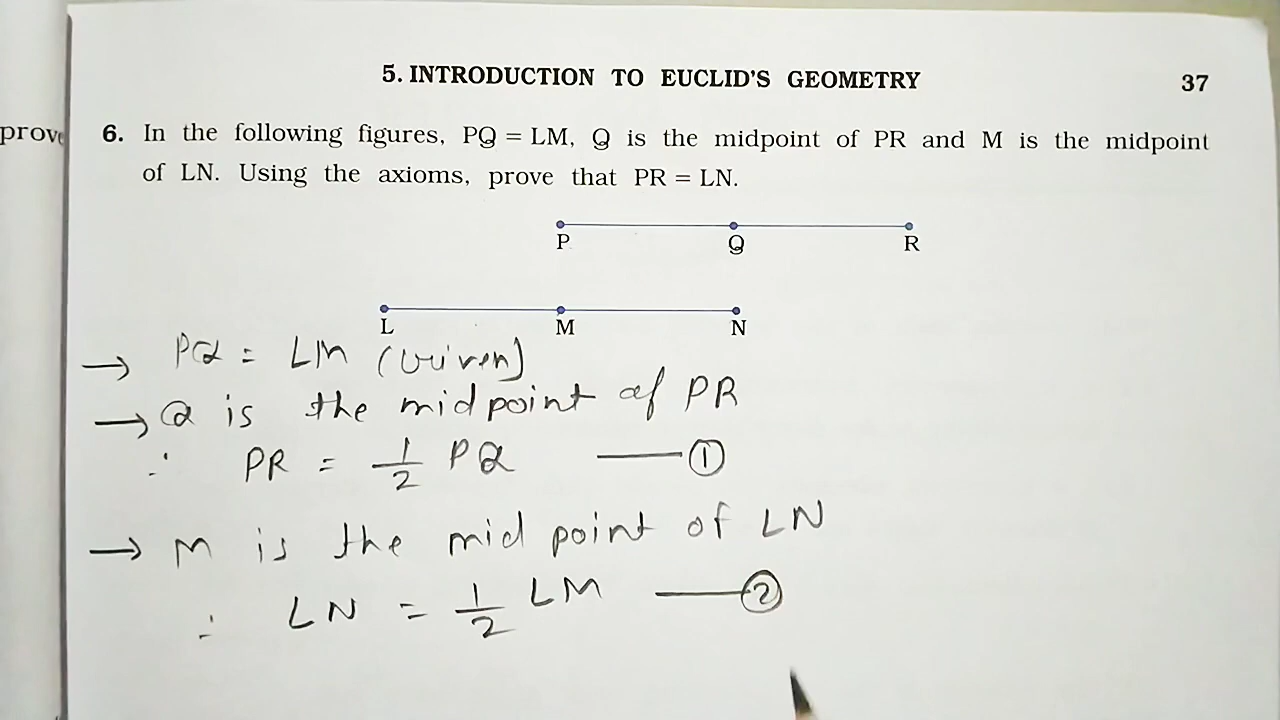 5. INTRODUCTION TO EUCLID'S GEOMETRY 37
prove
6. In the following figures, PQ = LM, Q is the midpoint of PR and M is the midpoint
of LN. Using the axioms, prove that PR = LN.
P Q R
L M N
→ PQ = LM (Given)
→ Q is the midpoint of PR
∴ PR = 1/2 PQ —— ①
→ M is the mid point of LN
∴ LN = 1/2 LM —— ②